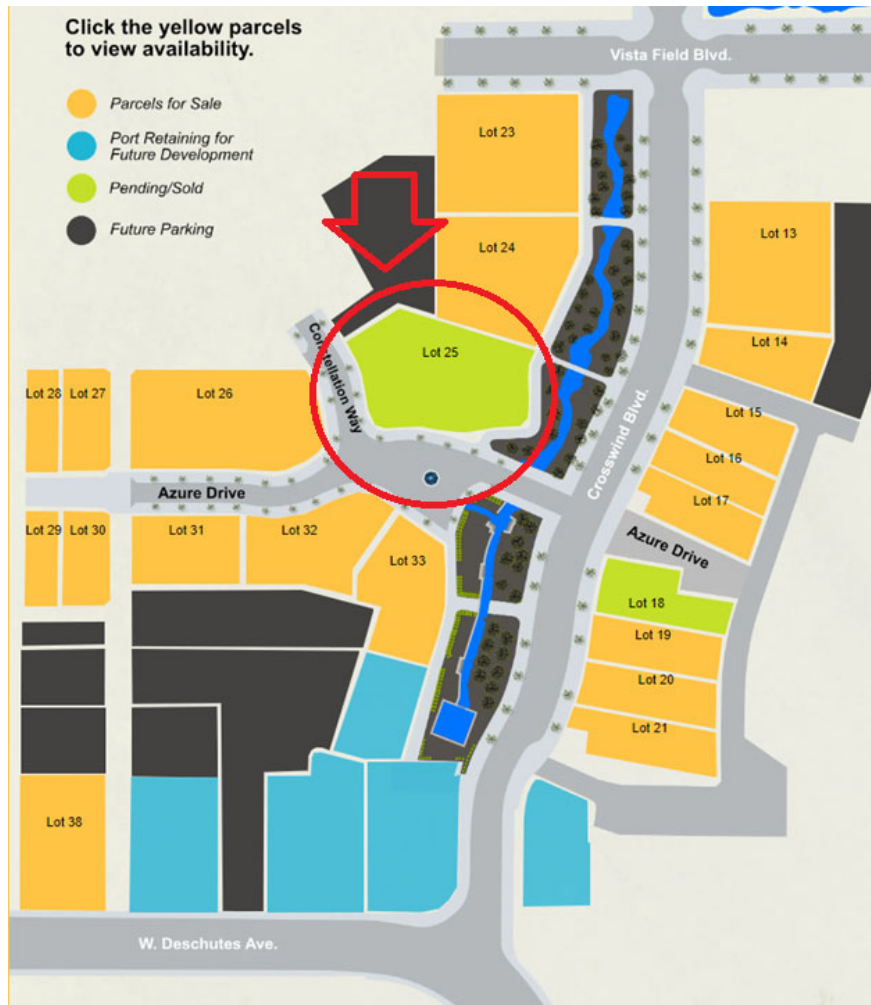 Click the yellow parcels
to view availability.
Parcels for Sale
Port Retaining for
Future Development
Pending/Sold
Future Parking
Vista Field Blvd.
Lot 23
Lot 24
Lot 13
Lot 14
Lot 25
Constellation Way
Lot 28
Lot 27
Lot 26
Lot 15
Lot 16
Lot 17
Crosswind Blvd.
Azure Drive
Lot 29
Lot 30
Lot 31
Lot 32
Lot 33
Azure Drive
Lot 18
Lot 19
Lot 20
Lot 21
Lot 38
W. Deschutes Ave.